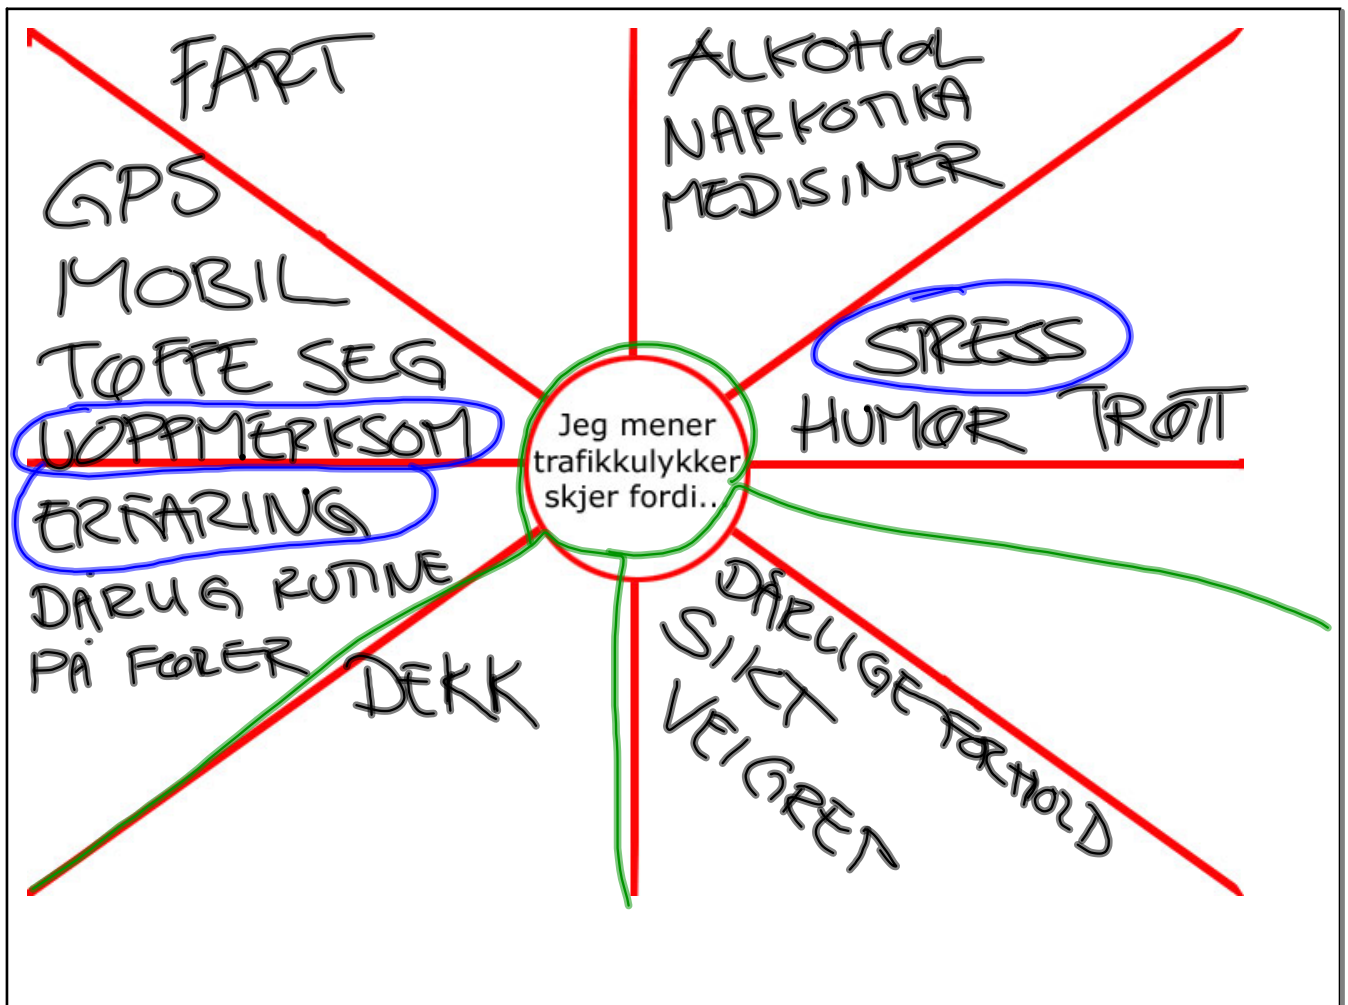 FART
ALKOHOL
NARKOTIKA
MEDISINER
GPS
MOBIL
TØFFE SEG
UOPPMERKSOM
STRESS
HUMØR TRØTT
Jeg mener
trafikkulykker
skjer fordi...
ERFARING
DÅRLIG RUTINE
PÅ FØRER
DEKK
DÅRLIGE FORHOLD
SIKT
VEIGREP